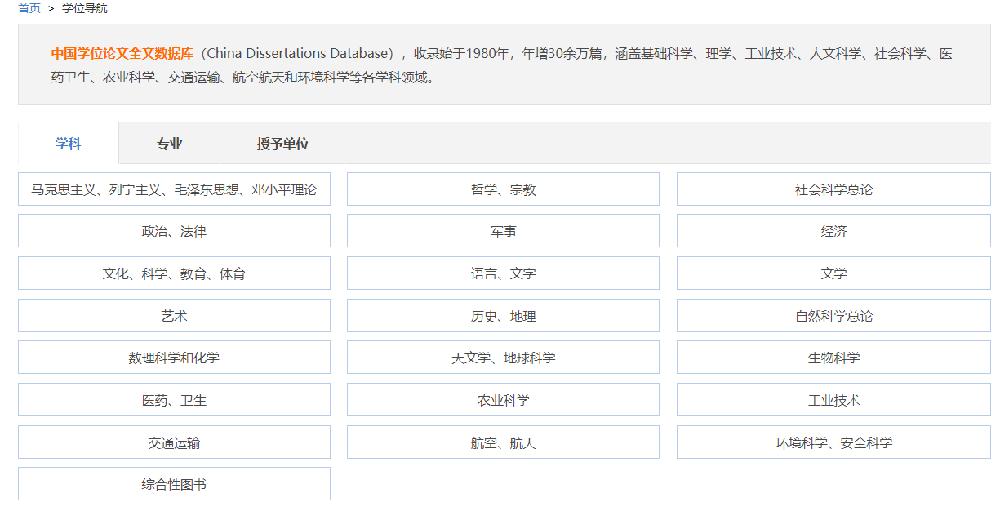 首页 > 学位导航
中国学位论文全文数据库（China Dissertations Database），收录始于1980年，年增30余万篇，涵盖基础科学、理学、工业技术、人文科学、社会科学、医
药卫生、农业科学、交通运输、航空航天和环境科学等各学科领域。
学科 专业 授予单位
马克思主义、列宁主义、毛泽东思想、邓小平理论 哲学、宗教 社会科学总论
政治、法律 军事 经济
文化、科学、教育、体育 语言、文字 文学
艺术 历史、地理 自然科学总论
数理科学和化学 天文学、地球科学 生物科学
医药、卫生 农业科学 工业技术
交通运输 航空、航天 环境科学、安全科学
综合性图书